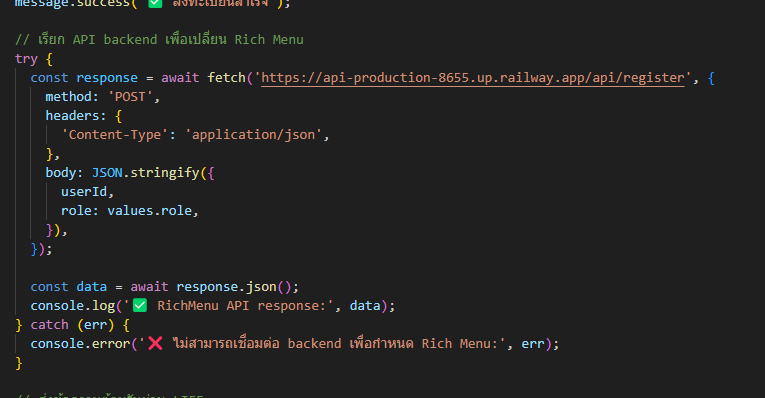 message.success('✅ ลงทะเบียนสำเร็จ');
// เรียก API backend เพื่อเปลี่ยน Rich Menu
try {
const response = await fetch('https://api-production-8655.up.railway.app/api/register', {
method: 'POST',
headers: {
'Content-Type': 'application/json',
},
body: JSON.stringify({
userId,
role: values.role,
}),
});
const data = await response.json();
console.log('✅ RichMenu API response:', data);
} catch (err) {
console.error('❌ ไม่สามารถเชื่อมต่อ backend เพื่อกำหนด Rich Menu:', err);
}